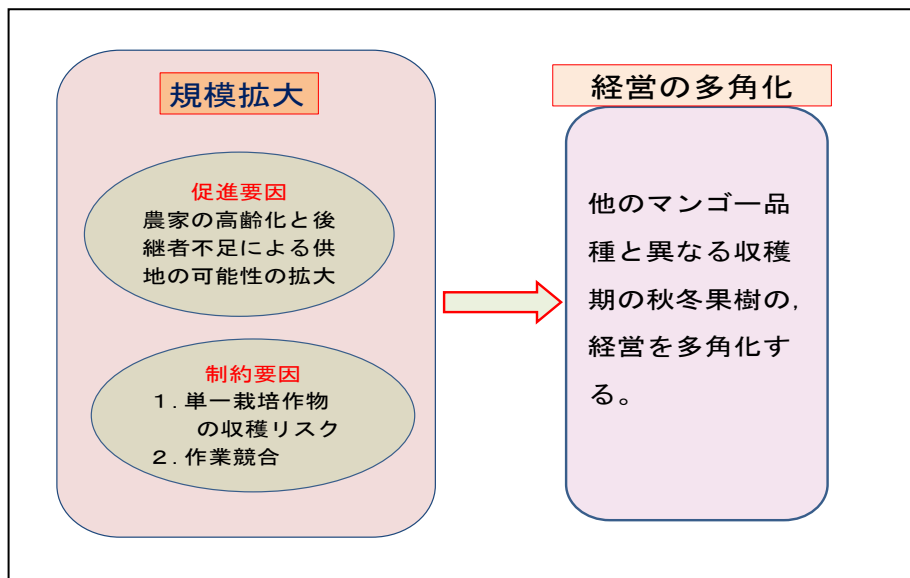 規模拡大
促進要因
農家の高齢化と後
継者不足による供
地の可能性の拡大
制約要因
1.単一栽培作物
の収穫リスク
2.作業競合
経営の多角化
他のマンゴー品
種と異なる収穫
期の秋冬果樹の,
経営を多角化す
る。